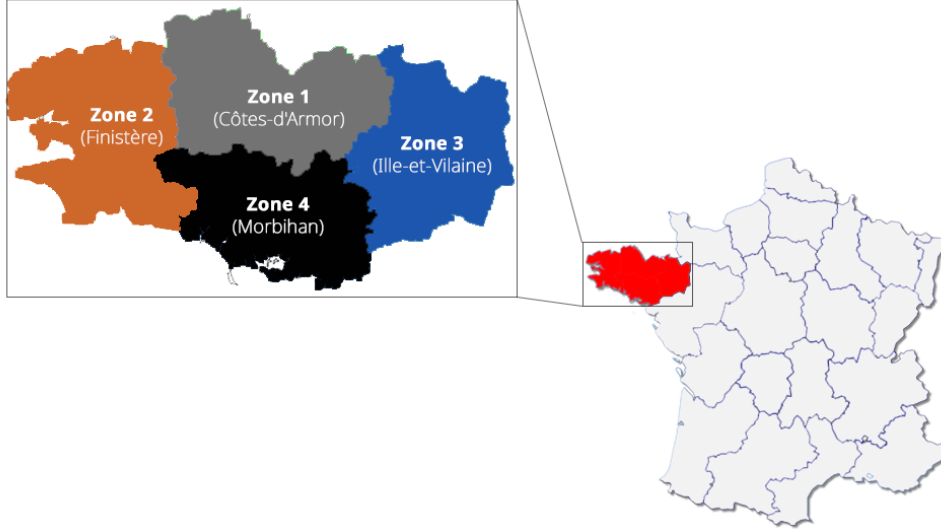 Zone 1
(Côtes-d'Armor)
Zone 2
(Finistère)
Zone 3
(Ille-et-Vilaine)
Zone 4
(Morbihan)